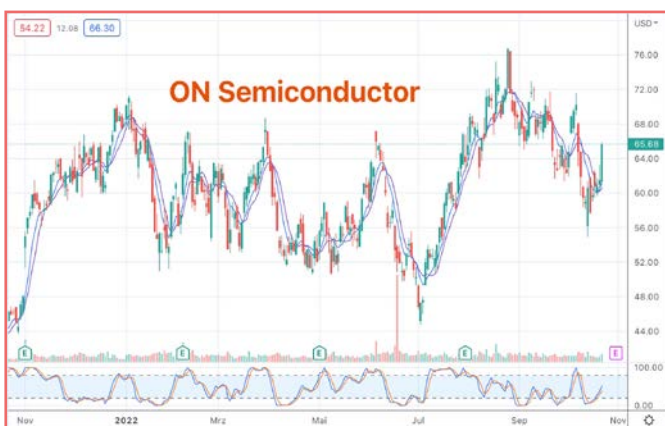 54.22 12.08 66.30
USD
ON Semiconductor
76.00
72.00
68.00
65.68
64.00
60.00
56.00
52.00
48.00
44.00
E E E E E
100.00
0.00
Nov 2022 Mrz Mai Jul Sep Nov